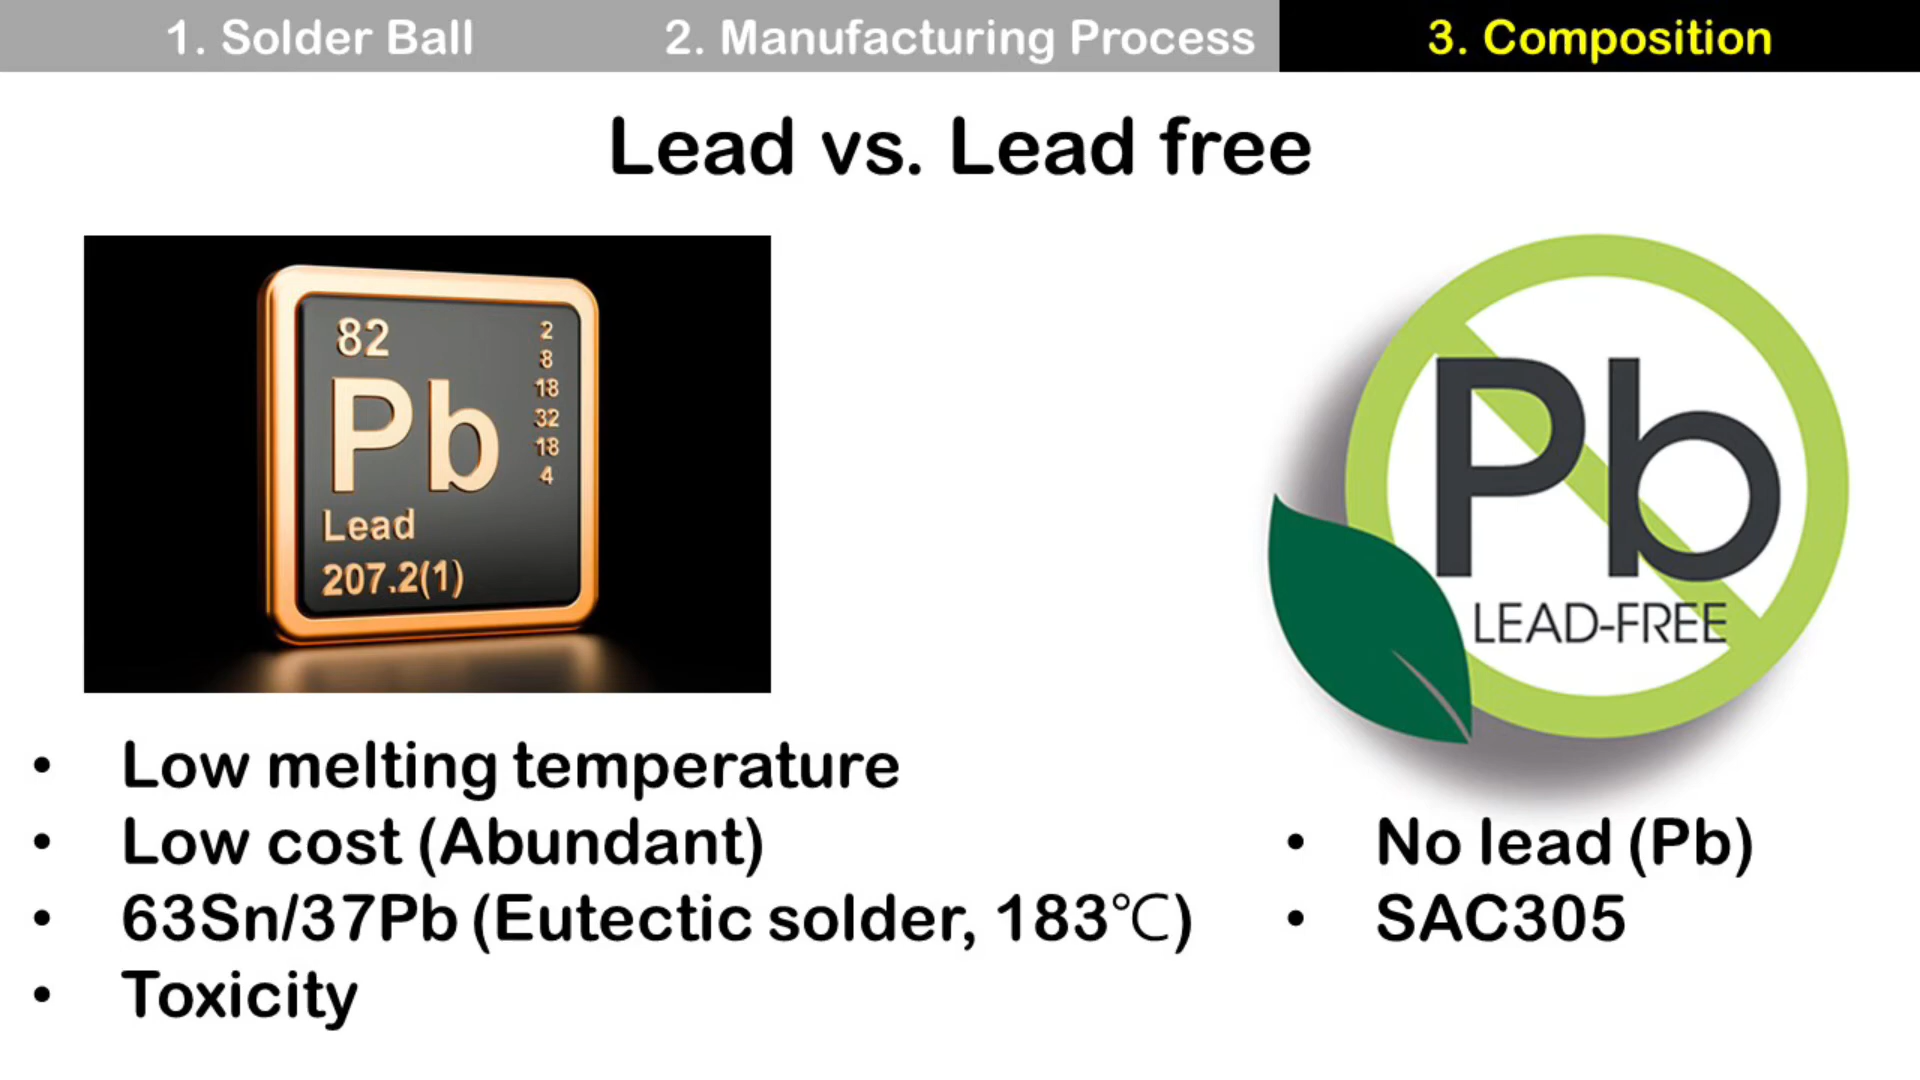 1. Solder Ball
2. Manufacturing Process
3. Composition
Lead vs. Lead free
82
Pb
Lead
207.2(1)
2
8
18
32
18
4
Pb
LEAD-FREE
• Low melting temperature
• Low cost (Abundant)
• 63Sn/37Pb (Eutectic solder, 183℃)
• Toxicity
• No lead (Pb)
• SAC305